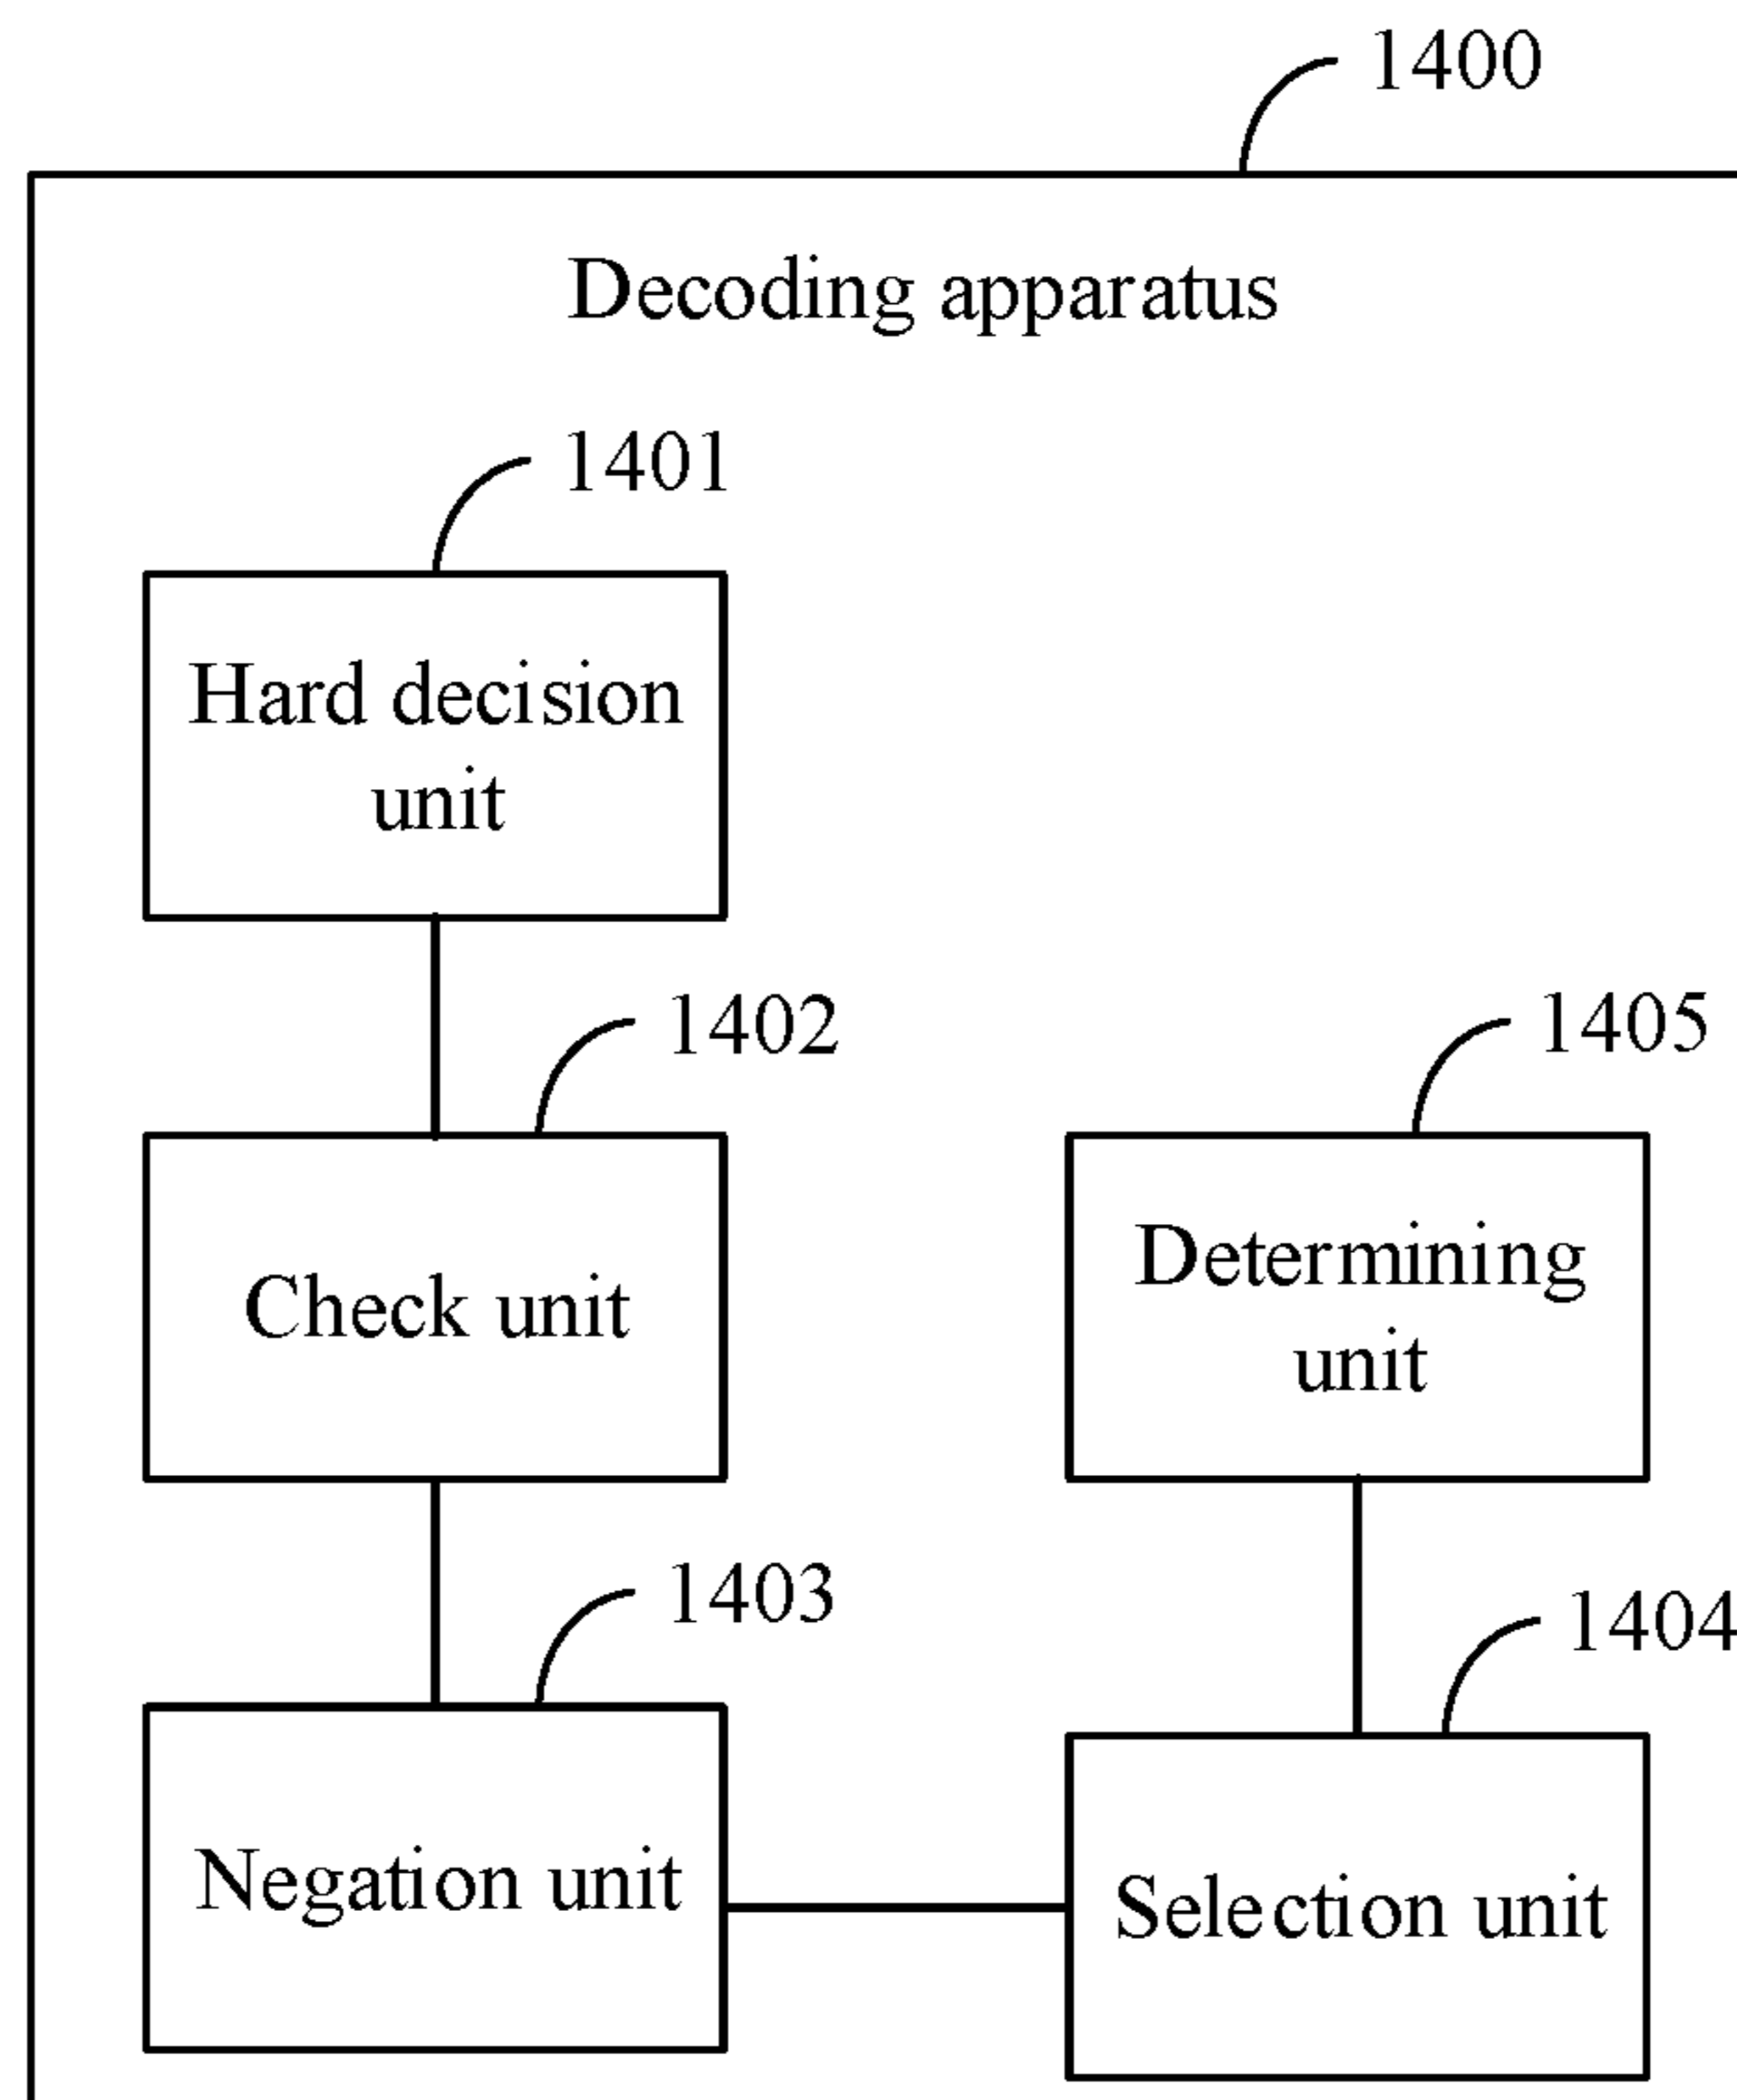 1400
Decoding apparatus
1401
Hard decision
unit
1402
Check unit
1405
Determining
unit
1403
Negation unit
1404
Selection unit